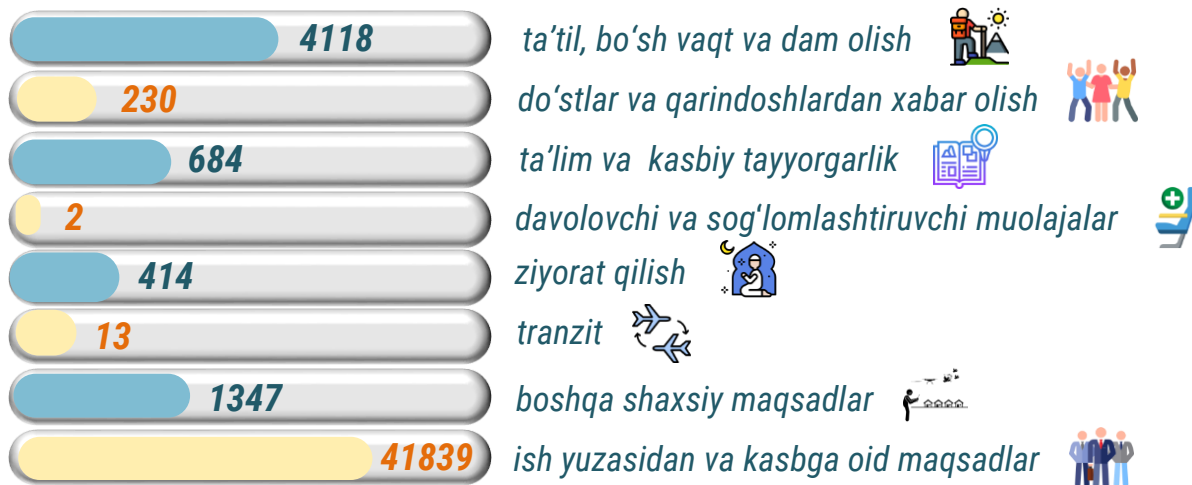 4118 ta’til, bo‘sh vaqt va dam olish
230 do‘stlar va qarindoshlardan xabar olish
684 ta’lim va kasbiy tayyorgarlik
2 davolovchi va sog‘lomlashtiruvchi muolajalar
414 ziyorat qilish
13 tranzit
1347 boshqa shaxsiy maqsadlar
41839 ish yuzasidan va kasbga oid maqsadlar